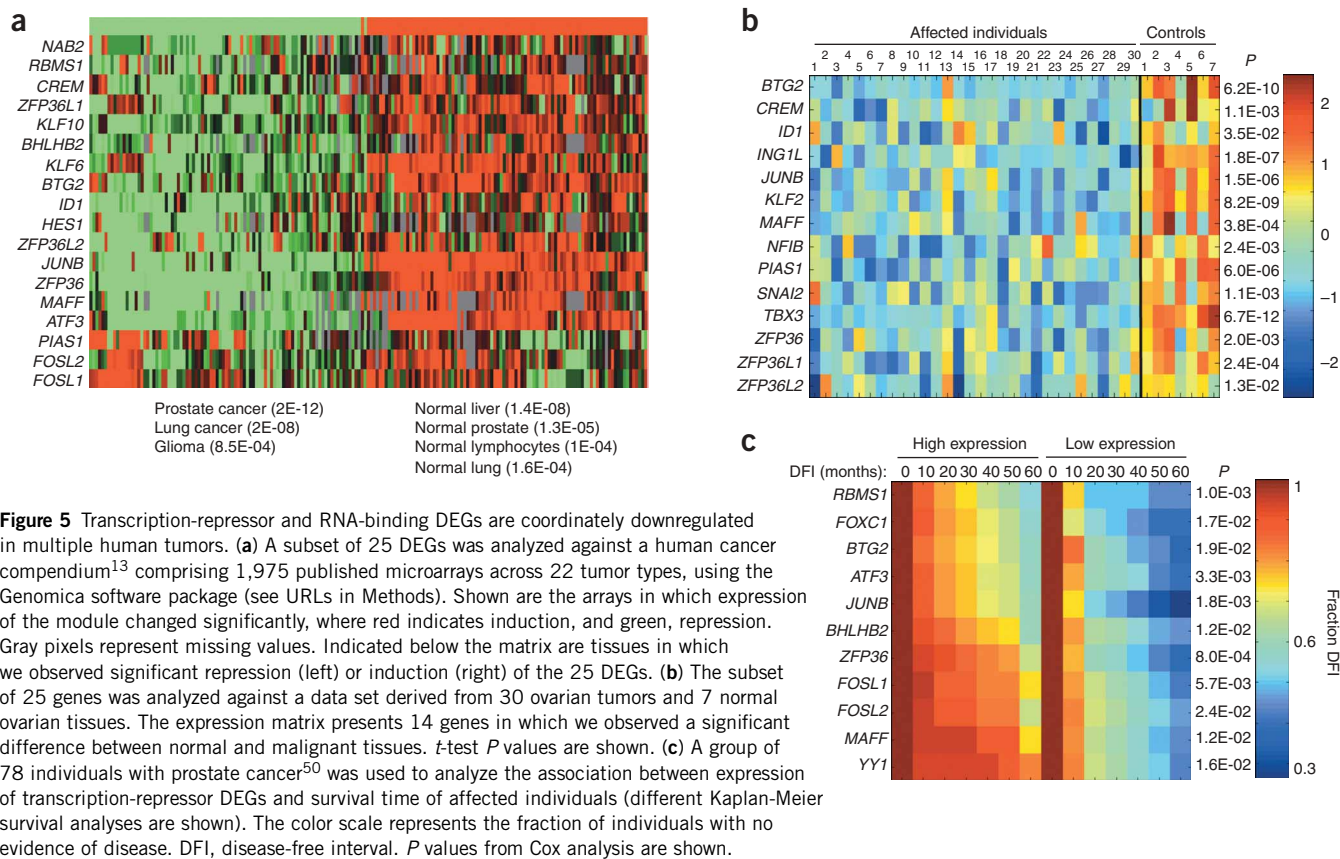 a
NAB2
RBMS1
CREM
ZFP36L1
KLF10
BHLHB2
KLF6
BTG2
ID1
HES1
ZFP36L2
JUNB
ZFP36
MAFF
ATF3
PIAS1
FOSL2
FOSL1
Prostate cancer (2E-12)
Lung cancer (2E-08)
Glioma (8.5E-04)
Normal liver (1.4E-08)
Normal prostate (1.3E-05)
Normal lymphocytes (1E-04)
Normal lung (1.6E-04)
b
Affected individuals Controls
2 4 6 8 10 12 14 16 18 20 22 24 26 28 30 2 4 6 P
1 3 5 7 9 11 13 15 17 19 21 23 25 27 29 1 3 5 7
BTG2 6.2E-10
CREM 1.1E-03
ID1 3.5E-02
ING1L 1.8E-07
JUNB 1.5E-06
KLF2 8.2E-09
MAFF 3.8E-04
NFIB 2.4E-03
PIAS1 6.0E-06
SNAI2 1.1E-03
TBX3 6.7E-12
ZFP36 2.0E-03
ZFP36L1 2.4E-04
ZFP36L2 1.3E-02
2
1
0
−1
−2
c
High expression Low expression
DFI (months): 0 10 20 30 40 50 60 0 10 20 30 40 50 60 P
RBMS1 1.0E-03
FOXC1 1.7E-02
BTG2 1.9E-02
ATF3 3.3E-03
JUNB 1.8E-03
BHLHB2 1.2E-02
ZFP36 8.0E-04
FOSL1 5.7E-03
FOSL2 2.4E-02
MAFF 1.2E-02
YY1 1.6E-02
1
0.6
0.3
Fraction DFI
Figure 5 Transcription-repressor and RNA-binding DEGs are coordinately downregulated
in multiple human tumors. (a) A subset of 25 DEGs was analyzed against a human cancer
compendium13 comprising 1,975 published microarrays across 22 tumor types, using the
Genomica software package (see URLs in Methods). Shown are the arrays in which expression
of the module changed significantly, where red indicates induction, and green, repression.
Gray pixels represent missing values. Indicated below the matrix are tissues in which
we observed significant repression (left) or induction (right) of the 25 DEGs. (b) The subset
of 25 genes was analyzed against a data set derived from 30 ovarian tumors and 7 normal
ovarian tissues. The expression matrix presents 14 genes in which we observed a significant
difference between normal and malignant tissues. t-test P values are shown. (c) A group of
78 individuals with prostate cancer50 was used to analyze the association between expression
of transcription-repressor DEGs and survival time of affected individuals (different Kaplan-Meier
survival analyses are shown). The color scale represents the fraction of individuals with no
evidence of disease. DFI, disease-free interval. P values from Cox analysis are shown.